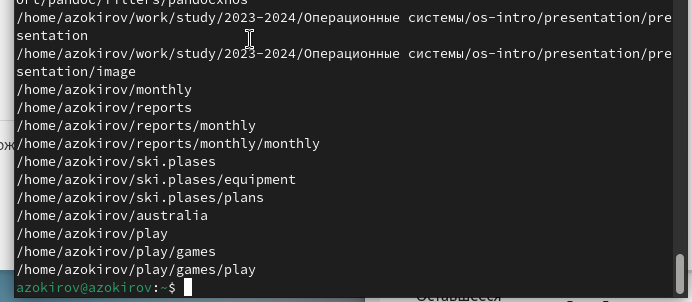 ort/pandoc/filters/pandocxnos
/home/azokirov/work/study/2023-2024/Операционные системы/os-intro/presentation/pre
sentation
/home/azokirov/work/study/2023-2024/Операционные системы/os-intro/presentation/pre
sentation/image
/home/azokirov/monthly
/home/azokirov/reports
/home/azokirov/reports/monthly
/home/azokirov/reports/monthly/monthly
/home/azokirov/ski.plases
/home/azokirov/ski.plases/equipment
/home/azokirov/ski.plases/plans
/home/azokirov/australia
/home/azokirov/play
/home/azokirov/play/games
/home/azokirov/play/games/play
azokirov@azokirov:~$